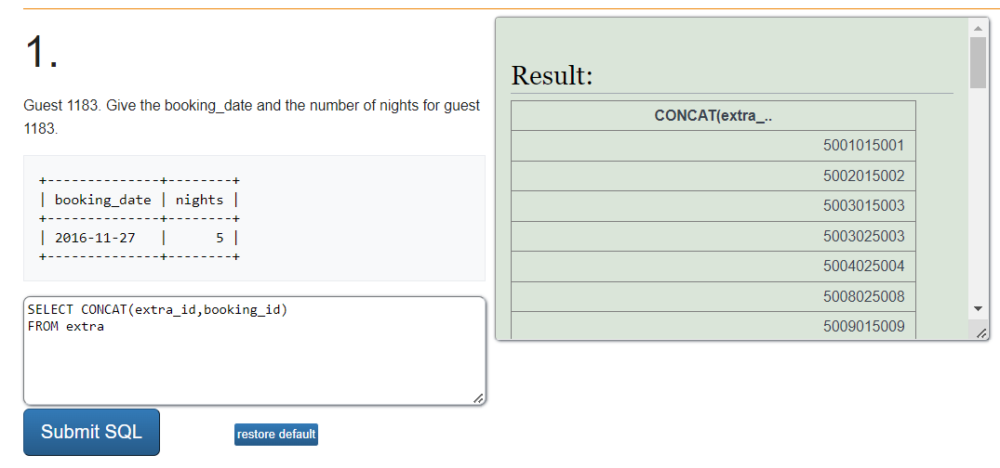 1.
Guest 1183. Give the booking_date and the number of nights for guest
1183.
+--------------+--------+
| booking_date | nights |
+--------------+--------+
| 2016-11-27   |      5 |
+--------------+--------+
SELECT CONCAT(extra_id,booking_id)
FROM extra
Submit SQL
restore default
Result:
CONCAT(extra_..
5001015001
5002015002
5003015003
5003025003
5004025004
5008025008
5009015009